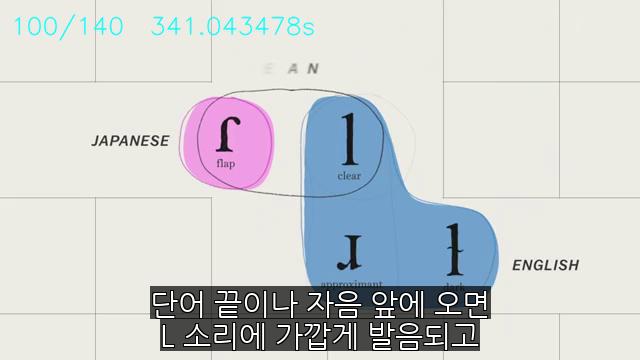 100/140 341.043478s
E A N
JAPANESE
ɾ
flap
l
clear
ɹ
approximant
ɫ
ENGLISH
단어 끝이나 자음 앞에 오면
L 소리에 가깝게 발음되고